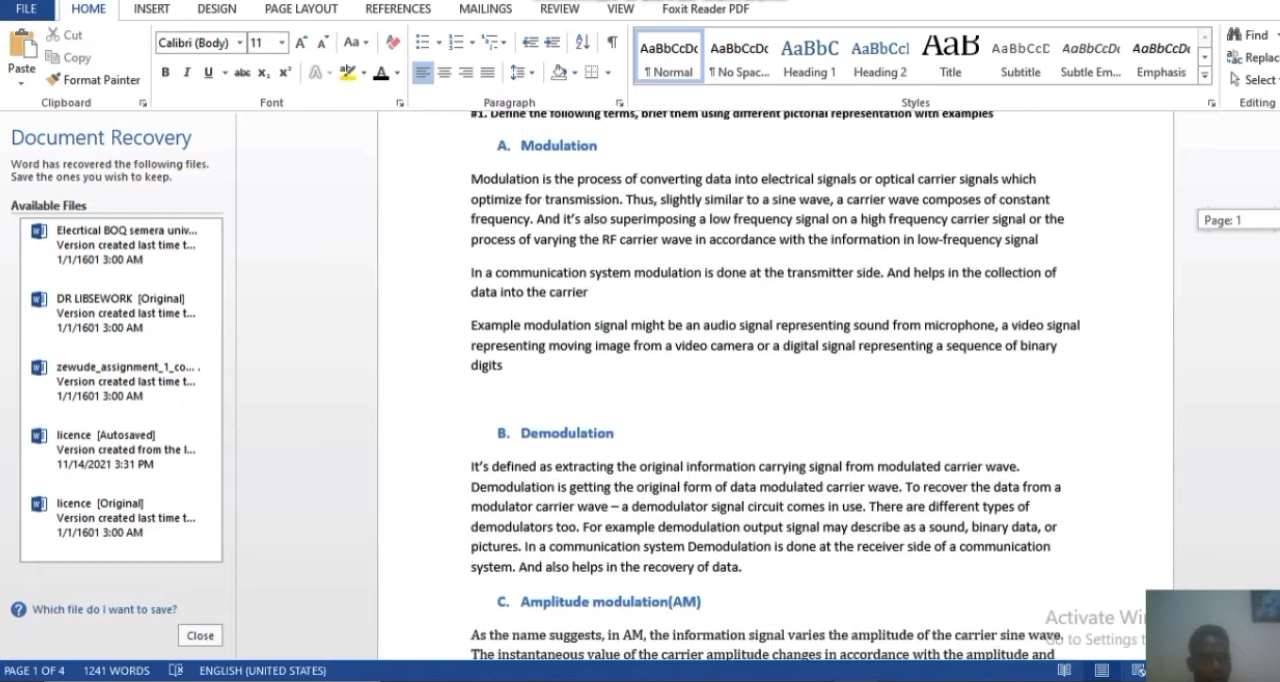 FILE HOME INSERT DESIGN PAGE LAYOUT REFERENCES MAILINGS REVIEW VIEW Foxit Reader PDF
Paste
Cut
Copy
Format Painter
Clipboard
Calibri (Body) 11
Font
Paragraph
AaBbCcDc AaBbCcDc AaBbC AaBbCcI AaB AaBbCcC AaBbCcDc AaBbCcDc
¶ Normal ¶ No Spac... Heading 1 Heading 2 Title Subtitle Subtle Em... Emphasis
Styles
Find
Replac
Select
Editing
Document Recovery
Word has recovered the following files.
Save the ones you wish to keep.
Available Files
Elecrtical BOQ semera univ...
Version created last time t...
1/1/1601 3:00 AM
DR LIBSEWORK [Original]
Version created last time t...
1/1/1601 3:00 AM
zewude_assignment_1_co... .
Version created last time t...
1/1/1601 3:00 AM
licence [Autosaved]
Version created from the l...
11/14/2021 3:31 PM
licence [Original]
Version created last time t...
1/1/1601 3:00 AM
Which file do I want to save?
Close
#1. Define the following terms, brief them using different pictorial representation with examples
A. Modulation
Modulation is the process of converting data into electrical signals or optical carrier signals which
optimize for transmission. Thus, slightly similar to a sine wave, a carrier wave composes of constant
frequency. And it's also superimposing a low frequency signal on a high frequency carrier signal or the
process of varying the RF carrier wave in accordance with the information in low-frequency signal
In a communication system modulation is done at the transmitter side. And helps in the collection of
data into the carrier
Example modulation signal might be an audio signal representing sound from microphone, a video signal
representing moving image from a video camera or a digital signal representing a sequence of binary
digits
B. Demodulation
It's defined as extracting the original information carrying signal from modulated carrier wave.
Demodulation is getting the original form of data modulated carrier wave. To recover the data from a
modulator carrier wave – a demodulator signal circuit comes in use. There are different types of
demodulators too. For example demodulation output signal may describe as a sound, binary data, or
pictures. In a communication system Demodulation is done at the receiver side of a communication
system. And also helps in the recovery of data.
C. Amplitude modulation(AM)
As the name suggests, in AM, the information signal varies the amplitude of the carrier sine wave.
The instantaneous value of the carrier amplitude changes in accordance with the amplitude and
Page: 1
Activate Wi
to Settings t
PAGE 1 OF 4 1241 WORDS ENGLISH (UNITED STATES)